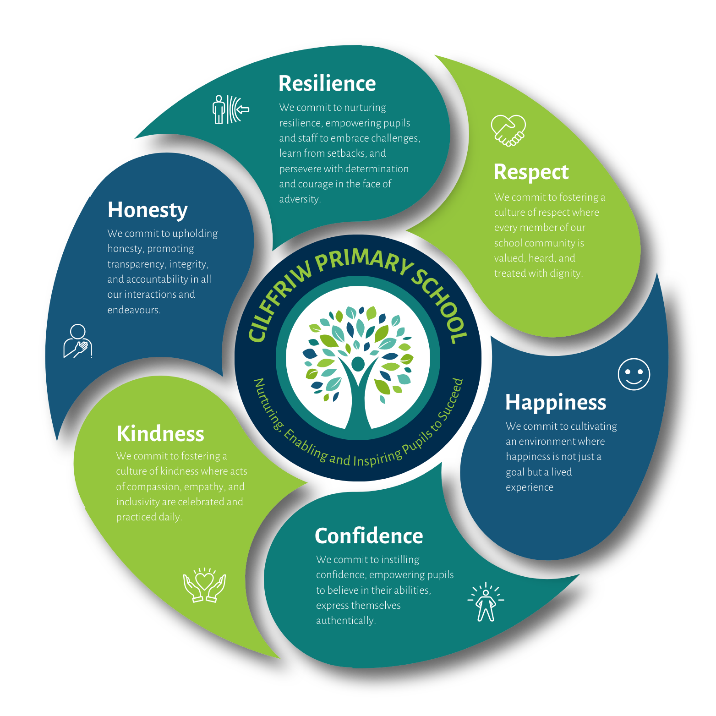 Resilience
We commit to nurturing
resilience, empowering pupils
and staff to embrace challenges,
learn from setbacks, and
persevere with determination
and courage in the face of
adversity.
Respect
We commit to fostering a
culture of respect where
every member of our
school community is
valued, heard, and
treated with dignity.
Honesty
We commit to upholding
honesty, promoting
transparency, integrity,
and accountability in all
our interactions and
endeavours.
CILFFRIW PRIMARY SCHOOL
Nurturing, Enabling and Inspiring Pupils to Succeed
Happiness
We commit to cultivating
an environment where
happiness is not just a
goal but a lived
experience
Kindness
We commit to fostering a
culture of kindness where acts
of compassion, empathy, and
inclusivity are celebrated and
practiced daily.
Confidence
We commit to instilling
confidence, empowering pupils
to believe in their abilities,
express themselves
authentically.